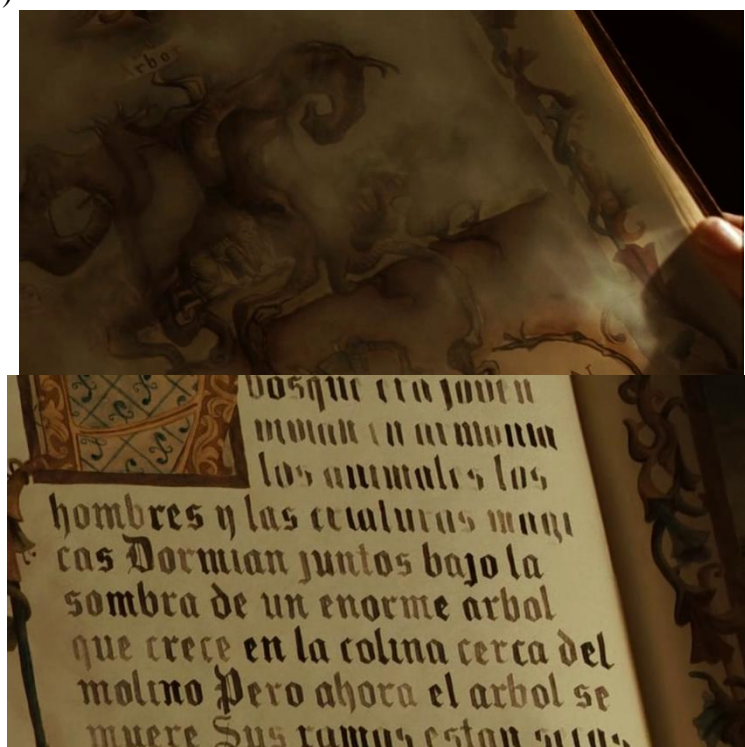 bosque era joven
vivian en armonia
los animales los
hombres y las criaturas magi
cas Dormian juntos bajo la
sombra de un enorme arbol
que crece en la colina cerca del
molino Pero ahora el arbol se
muere Sus ramas estan secas